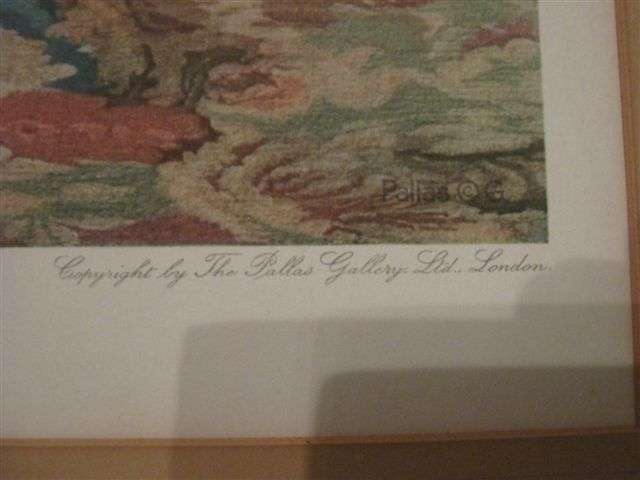 Pallas © G
Copyright by The Pallas Gallery, Ltd., London.